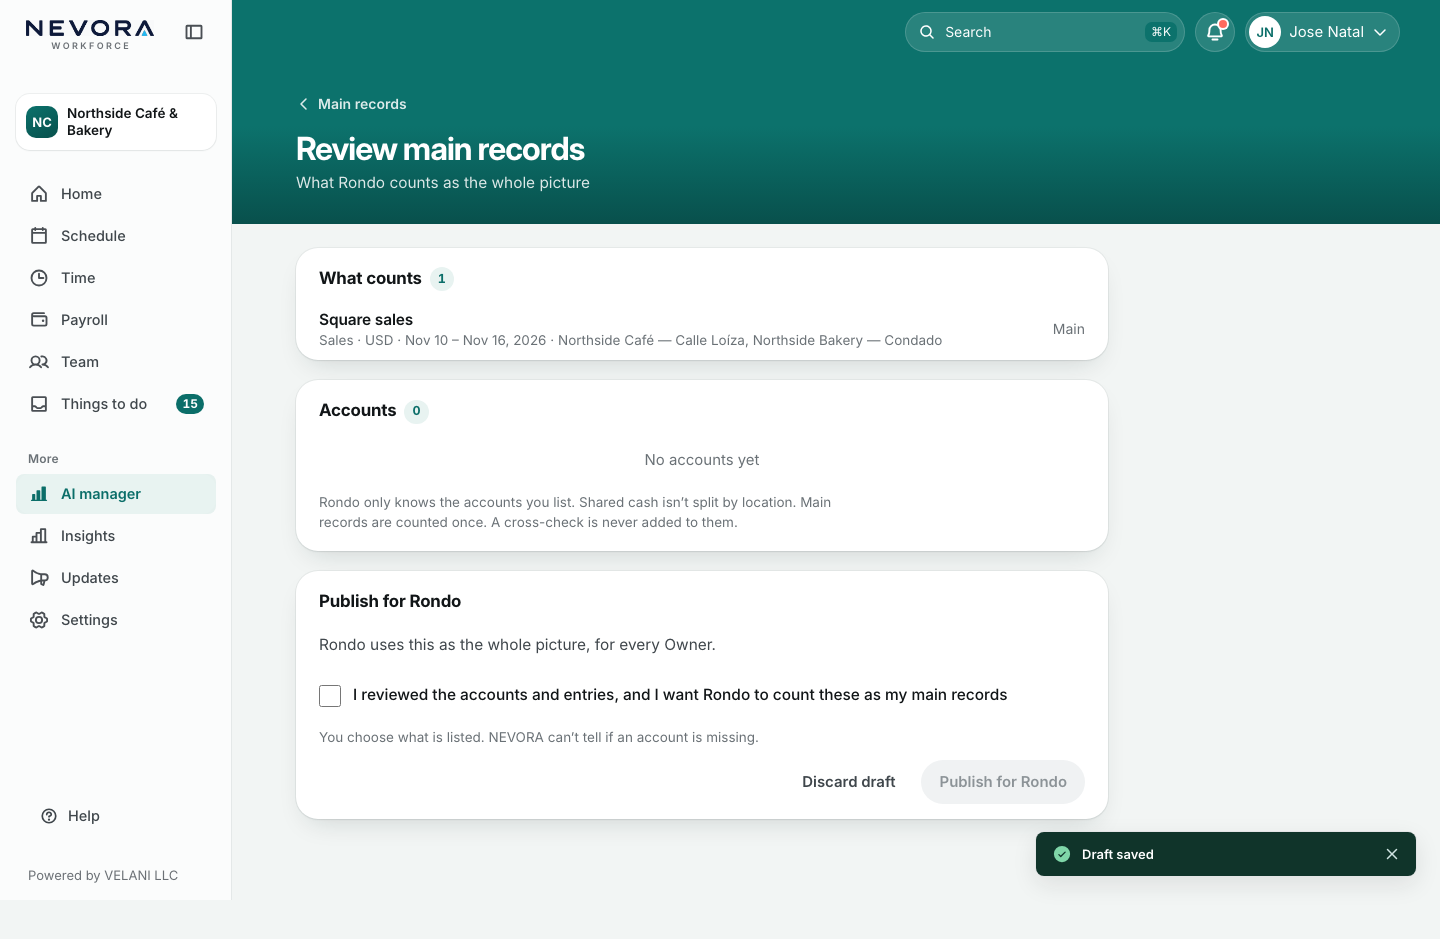 NEVORA
WORKFORCE
Search
⌘K
JN
Jose Natal
NC
Northside Café &
Bakery
Home
Schedule
Time
Payroll
Team
Things to do
15
More
AI manager
Insights
Updates
Settings
Help
Powered by VELANI LLC
Main records
Review main records
What Rondo counts as the whole picture
What counts 1
Square sales
Sales · USD · Nov 10 – Nov 16, 2026 · Northside Café — Calle Loíza, Northside Bakery — Condado
Main
Accounts 0
No accounts yet
Rondo only knows the accounts you list. Shared cash isn’t split by location. Main
records are counted once. A cross-check is never added to them.
Publish for Rondo
Rondo uses this as the whole picture, for every Owner.
I reviewed the accounts and entries, and I want Rondo to count these as my main records
You choose what is listed. NEVORA can’t tell if an account is missing.
Discard draft
Publish for Rondo
Draft saved